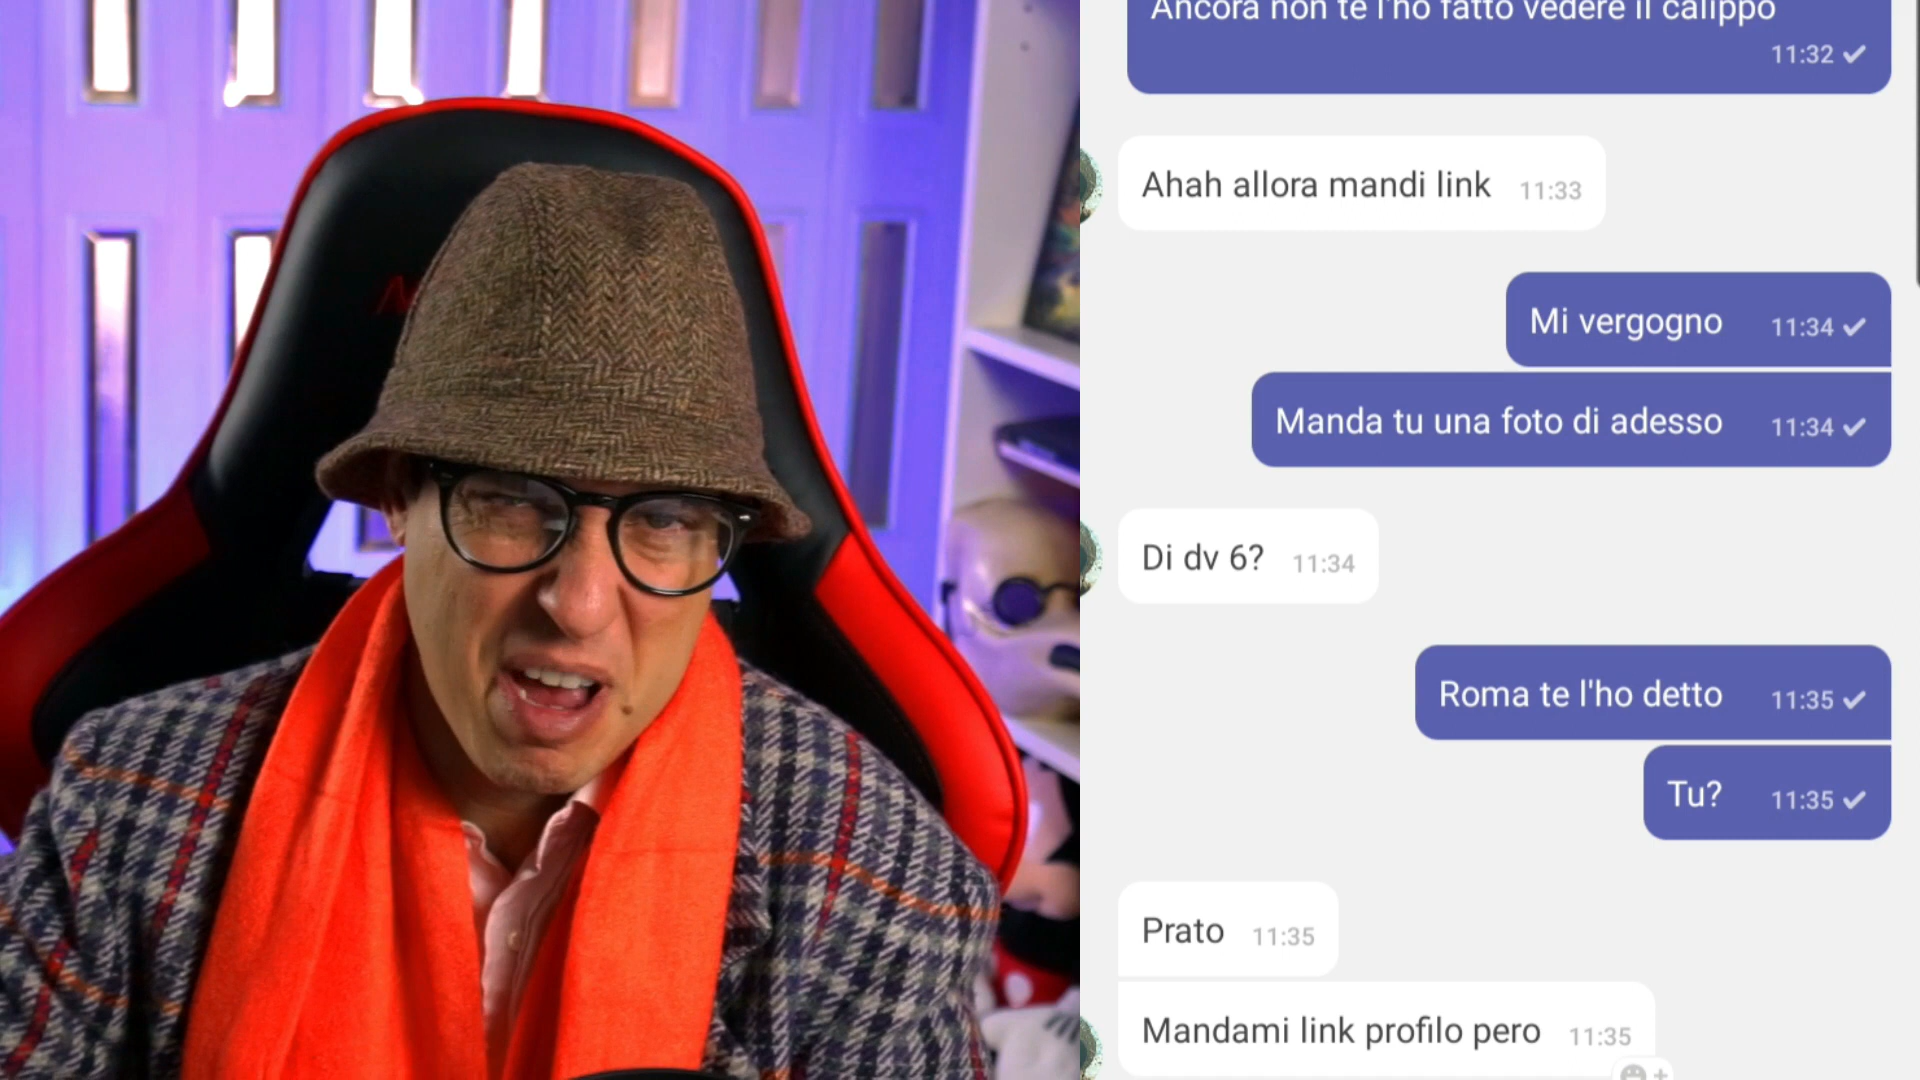 Ancora non te l'ho fatto vedere il calippo
11:32
Ahah allora mandi link 11:33
Mi vergogno 11:34
Manda tu una foto di adesso 11:34
Di dv 6? 11:34
Roma te l'ho detto 11:35
Tu? 11:35
Prato 11:35
Mandami link profilo pero 11:35